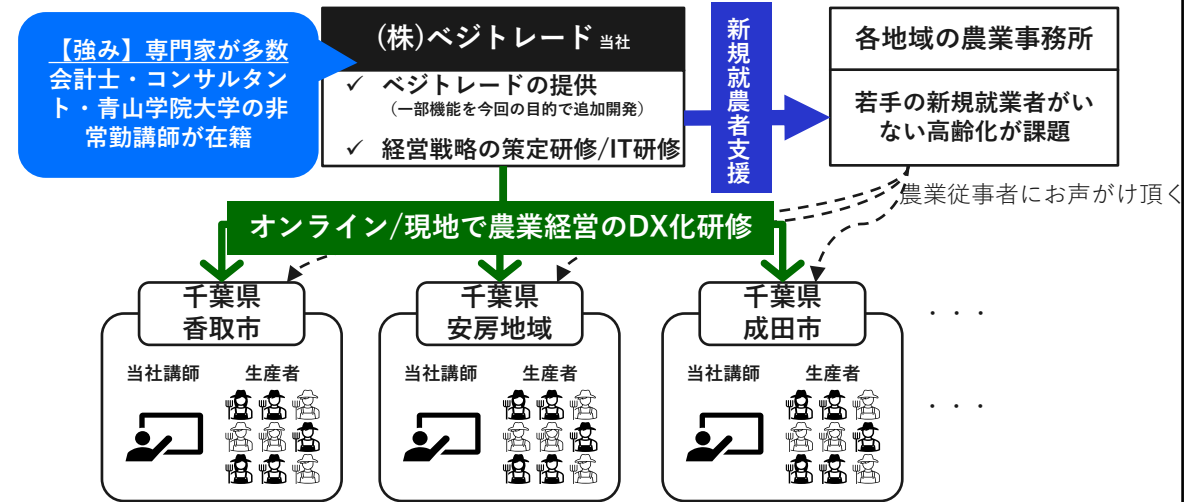 【強み】専門家が多数
会計士・コンサルタン
ト・青山学院大学の非
常勤講師が在籍
(株)ベジトレード 当社
✓ ベジトレードの提供
（一部機能を今回の目的で追加開発）
✓ 経営戦略の策定研修/IT研修
新規就農者支援
各地域の農業事務所
若手の新規就業者がい
ない高齢化が課題
農業従事者にお声がけ頂く
オンライン/現地で農業経営のDX化研修
千葉県
香取市
当社講師 生産者
千葉県
安房地域
当社講師 生産者
千葉県
成田市
当社講師 生産者
・・・
・・・